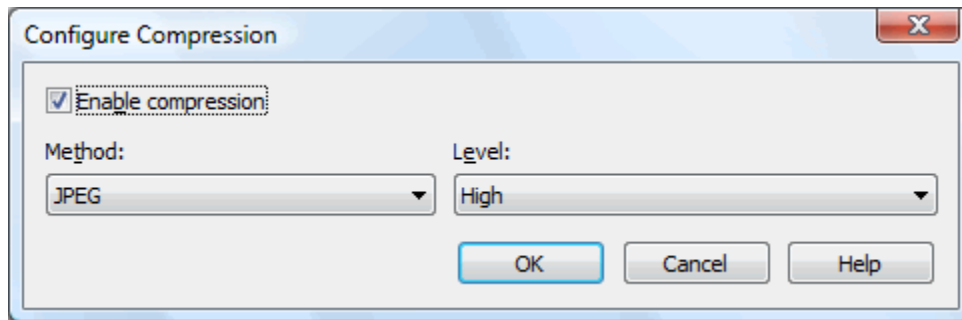 Configure Compression
Enable compression
Method:
Level:
JPEG
High
OK
Cancel
Help